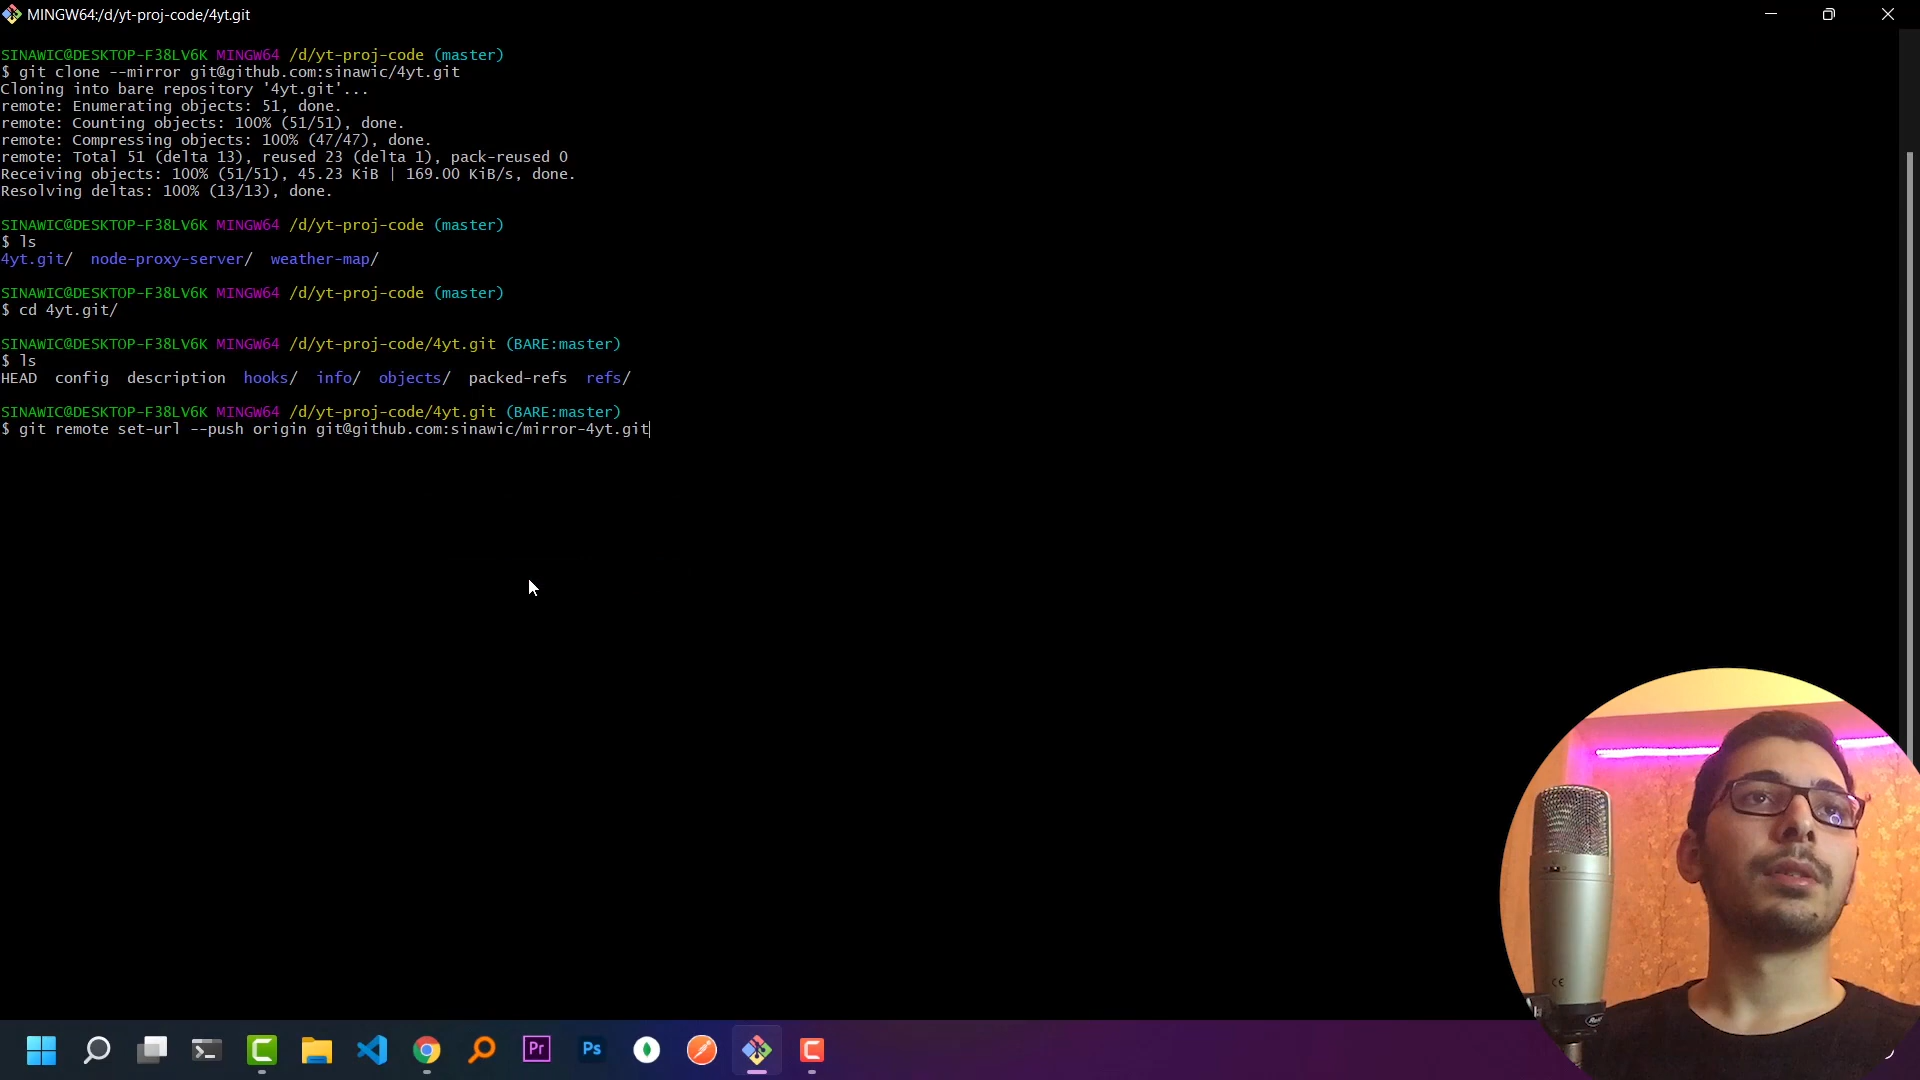 MINGW64:/d/yt-proj-code/4yt.git
SINAWIC@DESKTOP-F38LV6K MINGW64 /d/yt-proj-code (master)
$ git clone --mirror git@github.com:sinawic/4yt.git
Cloning into bare repository '4yt.git'...
remote: Enumerating objects: 51, done.
remote: Counting objects: 100% (51/51), done.
remote: Compressing objects: 100% (47/47), done.
remote: Total 51 (delta 13), reused 23 (delta 1), pack-reused 0
Receiving objects: 100% (51/51), 45.23 KiB | 169.00 KiB/s, done.
Resolving deltas: 100% (13/13), done.
SINAWIC@DESKTOP-F38LV6K MINGW64 /d/yt-proj-code (master)
$ ls
4yt.git/  node-proxy-server/  weather-map/
SINAWIC@DESKTOP-F38LV6K MINGW64 /d/yt-proj-code (master)
$ cd 4yt.git/
SINAWIC@DESKTOP-F38LV6K MINGW64 /d/yt-proj-code/4yt.git (BARE:master)
$ ls
HEAD  config  description  hooks/  info/  objects/  packed-refs  refs/
SINAWIC@DESKTOP-F38LV6K MINGW64 /d/yt-proj-code/4yt.git (BARE:master)
$ git remote set-url --push origin git@github.com:sinawic/mirror-4yt.git
CE
Pr
Ps